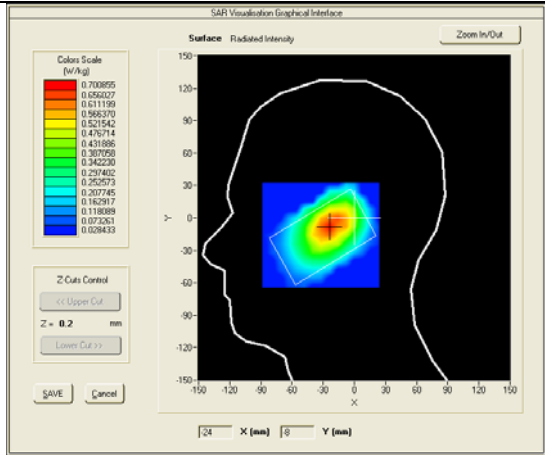 SAR Visualisation Graphical Interface
Surface Radiated Intensity
Zoom In/Out
Colors Scale
(W/kg)
0.700855
0.656027
0.611199
0.566370
0.521542
0.476714
0.431886
0.387058
0.342230
0.297402
0.252573
0.207745
0.162917
0.118089
0.073261
0.028433
Z-Cuts Control
<< Upper Cut
Z = 0.2 mm
Lower Cut >>
SAVE Cancel
150
120
90
60
30
0
-30
-60
-90
-120
-150
Y
-150 -120 -90 -60 -30 0 30 60 90 120 150
X
-24 X (mm) -8 Y (mm)